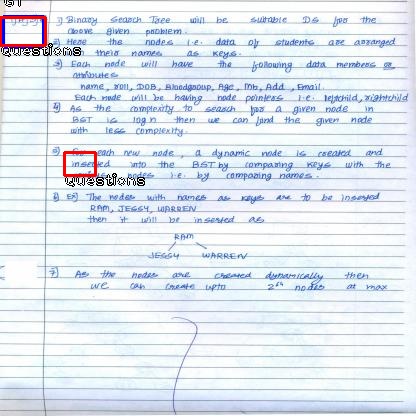 GT
Questions
1) Binary Search Tree will be suitable DS for the
above given problem.
2) Here the nodes i.e. data of students are arranged
their names as keys.
3) Each node will have the following data members or
attributes
name, roll, DOB, Bloodgroup, Age, Mb, Add, Email.
Each node will be having node pointers i.e. leftchild, rightchild
4) As the complexity to search for a given node in
BST is log n then we can find the given node
with less complexity.
5) For each new node, a dynamic node is created and
inserted into the BST by comparing keys with the
Questions nodes i.e. by comparing names.
6) Ex) The nodes with names as keys are to be inserted
RAM, JESSY, WARREN
then it will be inserted as
RAM
JESSY WARREN
7) As the nodes are created dynamically then
we can create upto 2^64 nodes at max